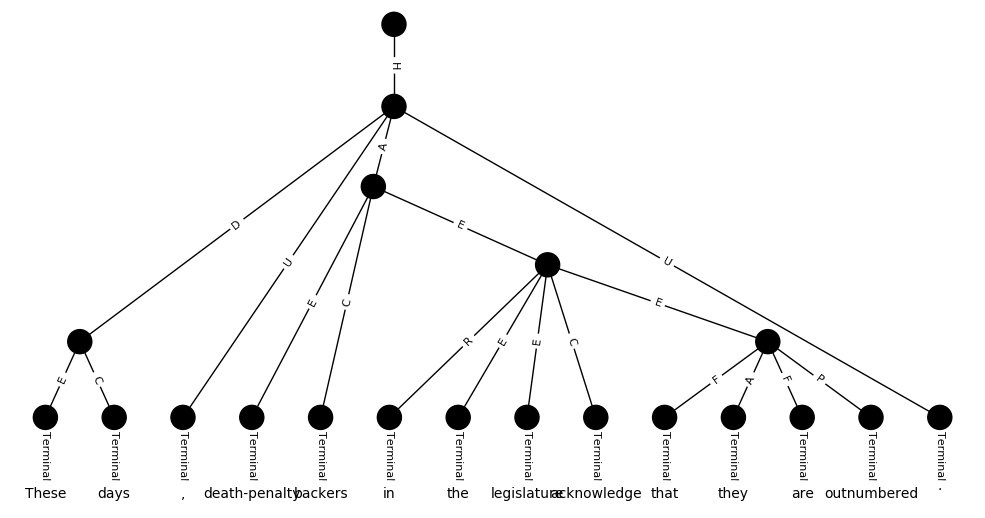 H
A
D
E
U
U
E
C
E
R
E
E
C
E
C
F
A
F
P
Terminal Terminal Terminal Terminal Terminal Terminal Terminal Terminal Terminal Terminal Terminal Terminal Terminal Terminal
These days , death-penalty backers in the legislature acknowledge that they are outnumbered .